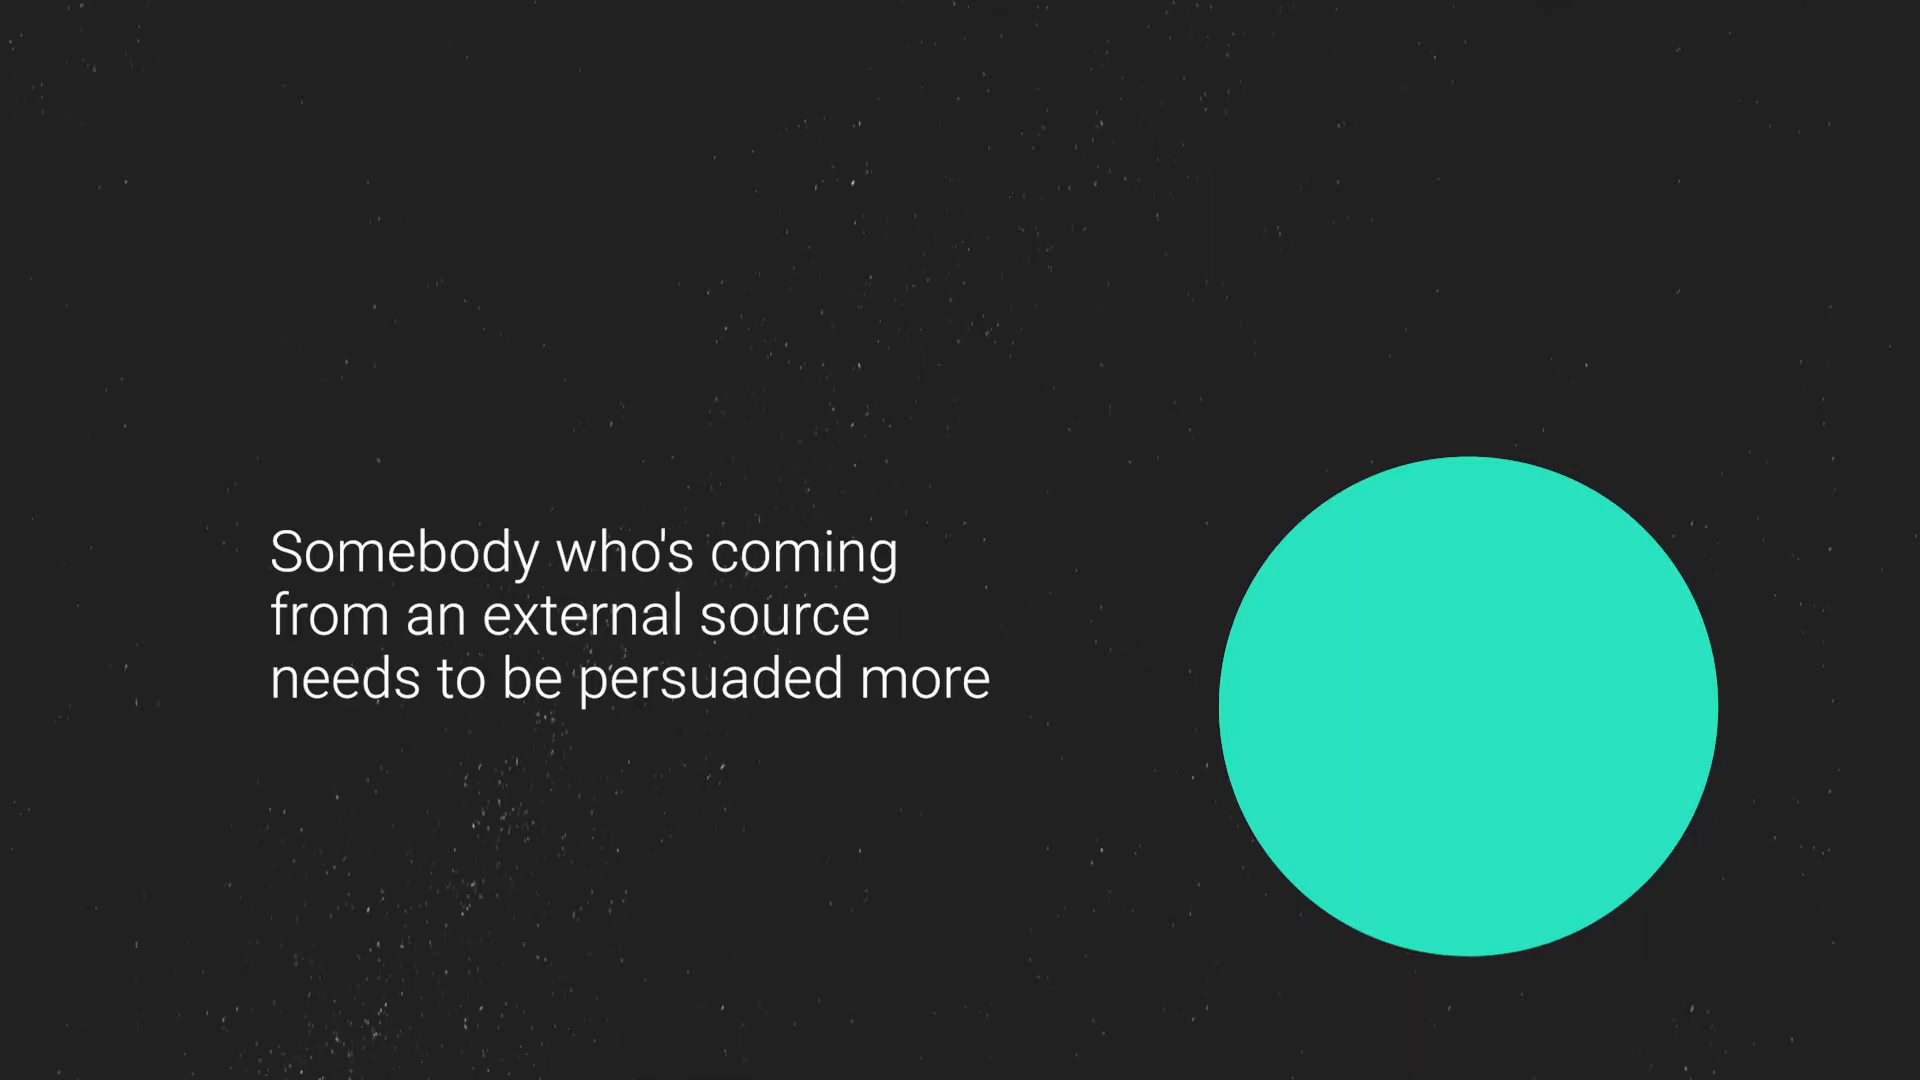 Somebody who's coming
from an external source
needs to be persuaded more